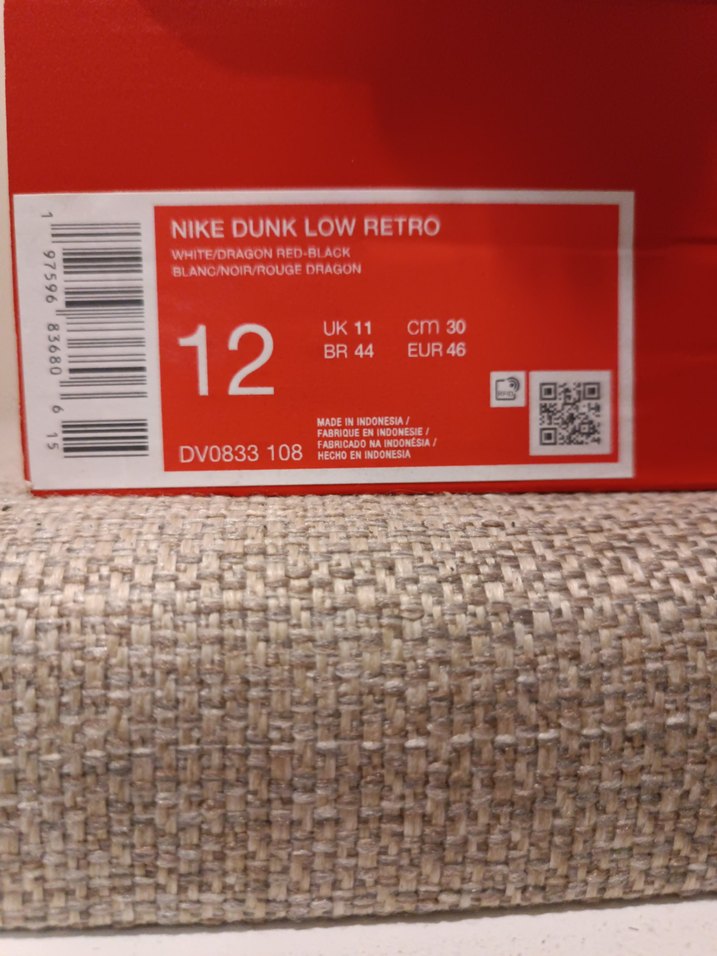 NIKE DUNK LOW RETRO
WHITE/DRAGON RED-BLACK
BLANC/NOIR/ROUGE DRAGON
12
UK 11 cm 30
BR 44 EUR 46
RFID
DV0833 108
MADE IN INDONESIA /
FABRIQUE EN INDONESIE /
FABRICADO NA INDONÉSIA /
HECHO EN INDONESIA
1 97596 83680 6 15